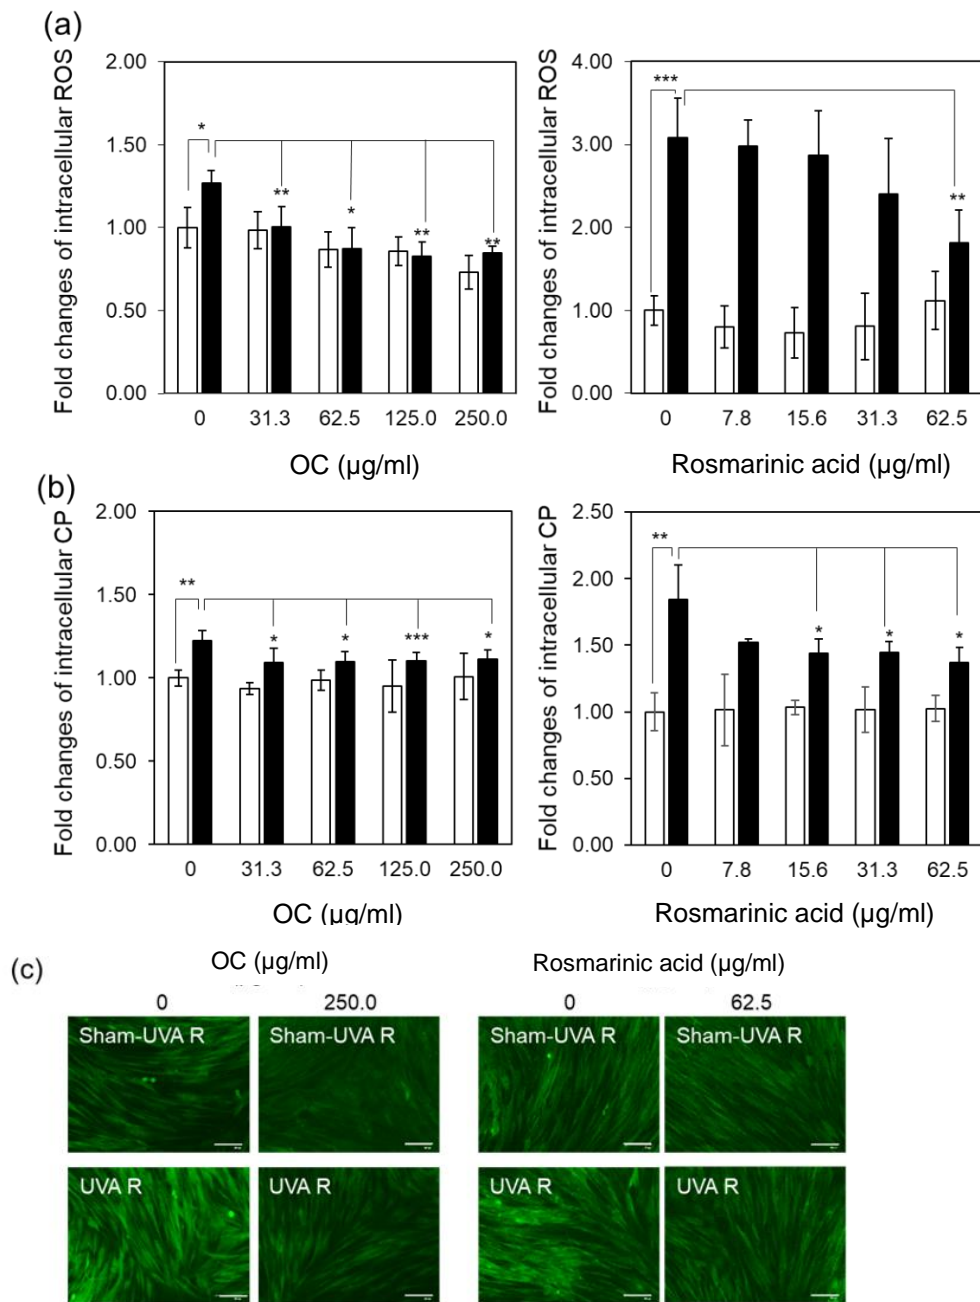 (a)
Fold changes of intracellular ROS
2.00
1.50
1.00
0.50
0.00
*
**
*
**
**
0 31.3 62.5 125.0 250.0
OC (µg/ml)
Fold changes of intracellular ROS
4.00
3.00
2.00
1.00
0.00
***
**
0 7.8 15.6 31.3 62.5
Rosmarinic acid (µg/ml)
(b)
Fold changes of intracellular CP
2.00
1.50
1.00
0.50
0.00
**
*
*
***
*
0 31.3 62.5 125.0 250.0
OC (µg/ml)
Fold changes of intracellular CP
2.50
2.00
1.50
1.00
0.50
0.00
**
*
*
*
0 7.8 15.6 31.3 62.5
Rosmarinic acid (µg/ml)
(c)
OC (µg/ml)
Rosmarinic acid (µg/ml)
0 250.0 0 62.5
Sham-UVA R Sham-UVA R Sham-UVA R Sham-UVA R
UVA R UVA R UVA R UVA R